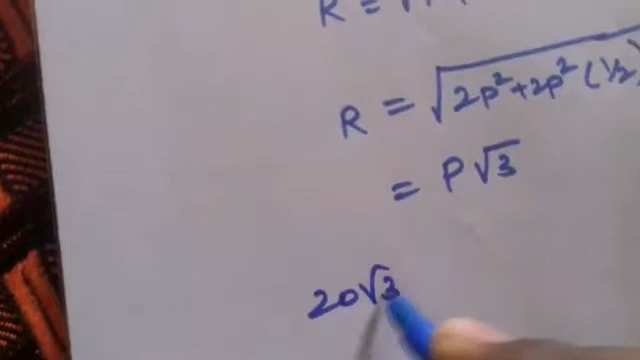 R =
R = √2p²+2p² (1/2)
= P√3
20√3